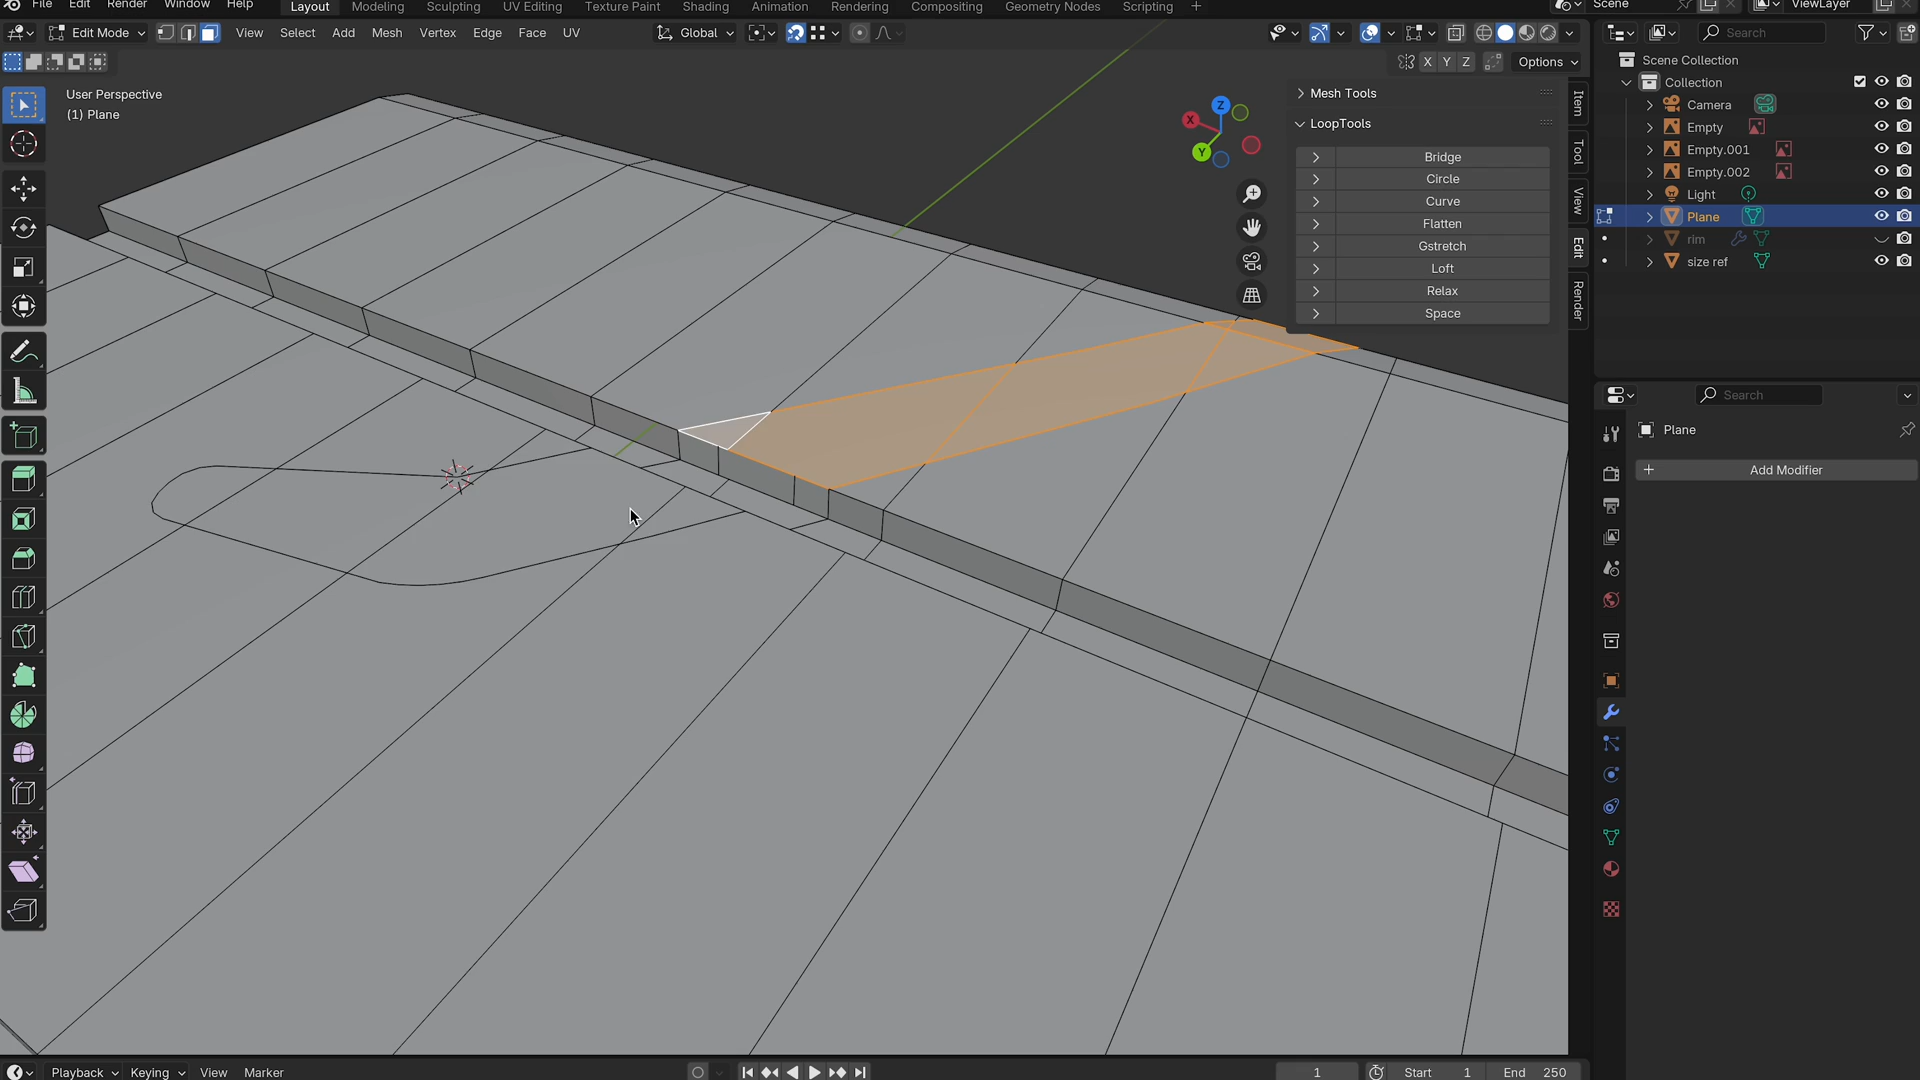 File Edit Render Window Help Layout Modeling Sculpting UV Editing Texture Paint Shading Animation Rendering Compositing Geometry Nodes Scripting + Scene ViewLayer
Edit Mode View Select Add Mesh Vertex Edge Face UV Global Search
X Y Z Options
User Perspective
(1) Plane
Mesh Tools
LoopTools
Bridge
Circle
Curve
Flatten
Gstretch
Loft
Relax
Space
Z
X
Y
Item
Tool
View
Edit
Render
Scene Collection
Collection
Camera
Empty
Empty.001
Empty.002
Light
Plane
rim
size ref
Search
Plane
+ Add Modifier
Playback Keying View Marker 1 Start 1 End 250